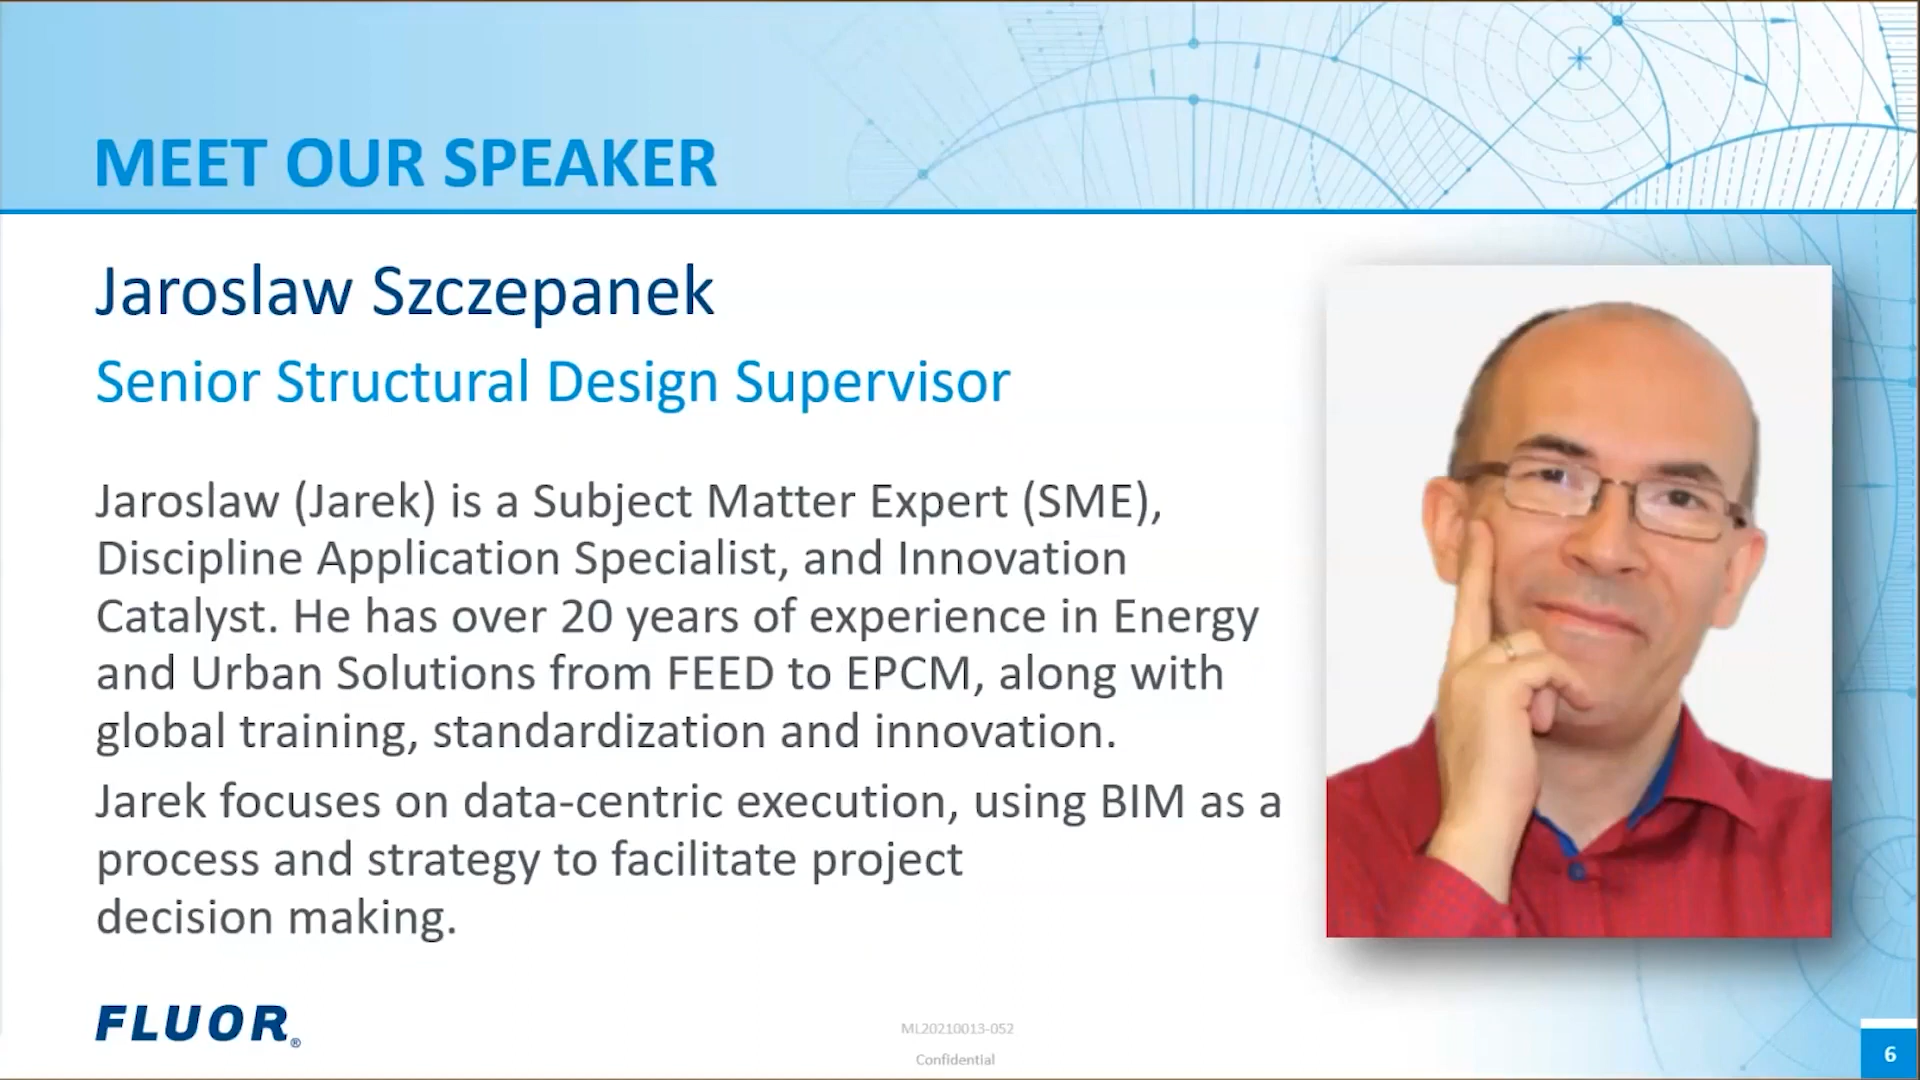 MEET OUR SPEAKER
Jaroslaw Szczepanek
Senior Structural Design Supervisor
Jaroslaw (Jarek) is a Subject Matter Expert (SME),
Discipline Application Specialist, and Innovation
Catalyst. He has over 20 years of experience in Energy
and Urban Solutions from FEED to EPCM, along with
global training, standardization and innovation.
Jarek focuses on data-centric execution, using BIM as a
process and strategy to facilitate project
decision making.
FLUOR®
ML20210013-052
Confidential
6